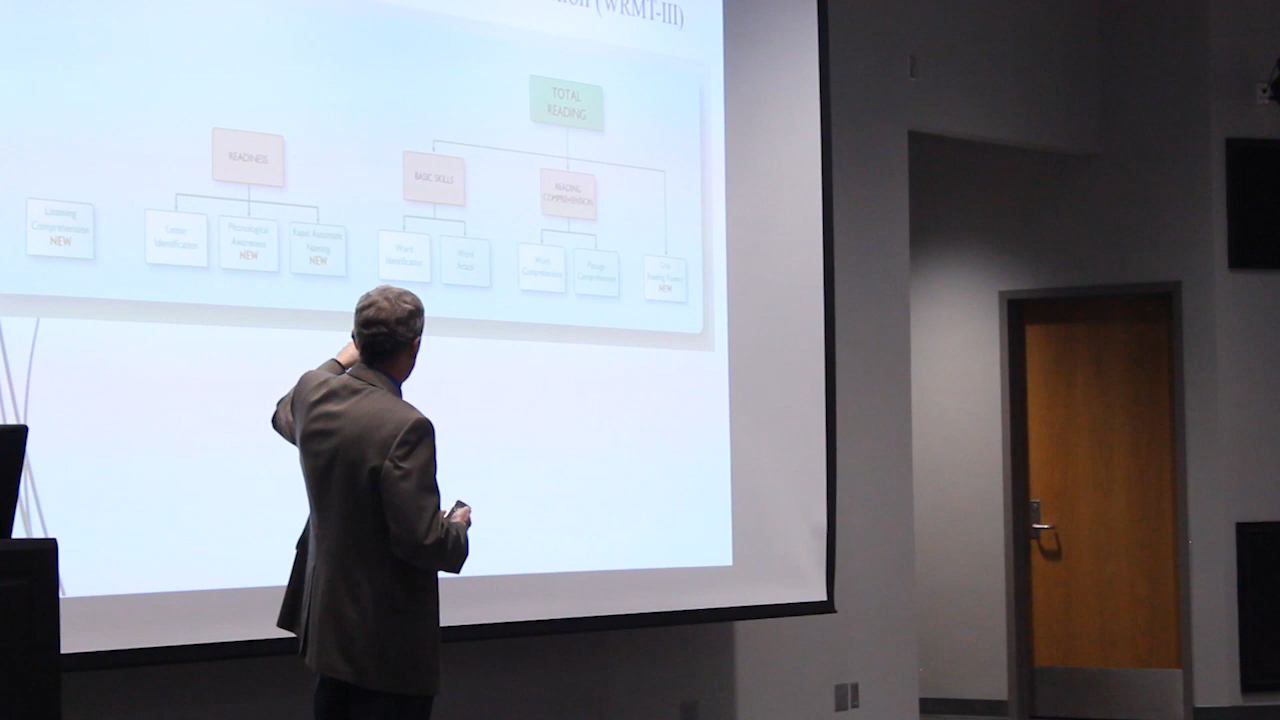 (WRMT-III)
TOTAL
READING
READINESS
BASIC SKILLS
READING
COMPREHENSION
Listening
Comprehension
NEW
Letter
Identification
Phonological
Awareness
NEW
Rapid Automatic
Naming
NEW
Word
Identification
Word
Attack
Word
Comprehension
Passage
Comprehension
Oral
Reading Fluency
NEW